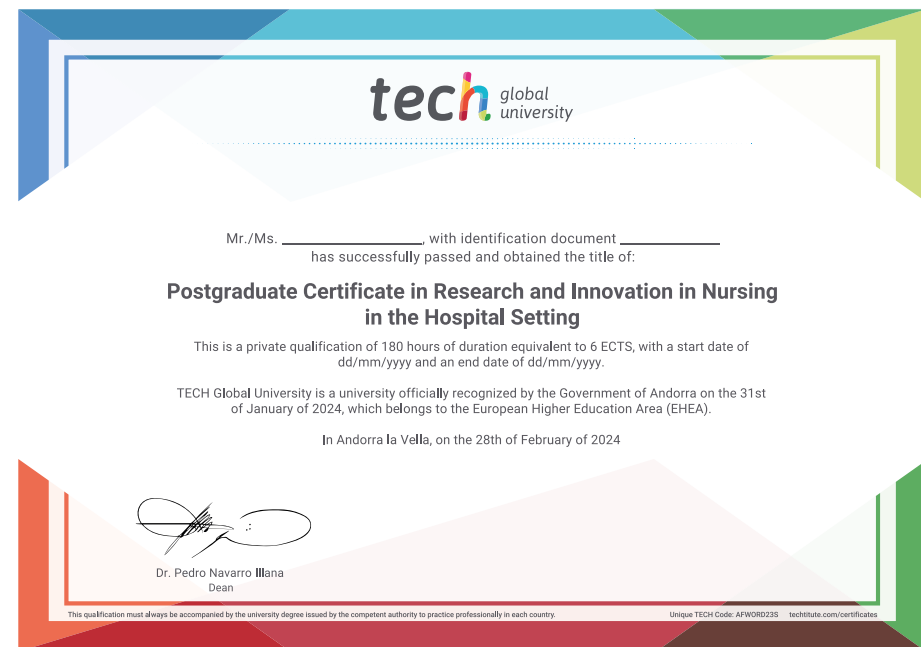 tech global
university
Mr./Ms. ____________, with identification document ____________
has successfully passed and obtained the title of:
Postgraduate Certificate in Research and Innovation in Nursing
in the Hospital Setting
This is a private qualification of 180 hours of duration equivalent to 6 ECTS, with a start date of
dd/mm/yyyy and an end date of dd/mm/yyyy.
TECH Global University is a university officially recognized by the Government of Andorra on the 31st
of January of 2024, which belongs to the European Higher Education Area (EHEA).
In Andorra la Vella, on the 28th of February of 2024
Dr. Pedro Navarro Illana
Dean
This qualification must always be accompanied by the university degree issued by the competent authority to practice professionally in each country.
Unique TECH Code: AFWORD23S techtitute.com/certificates